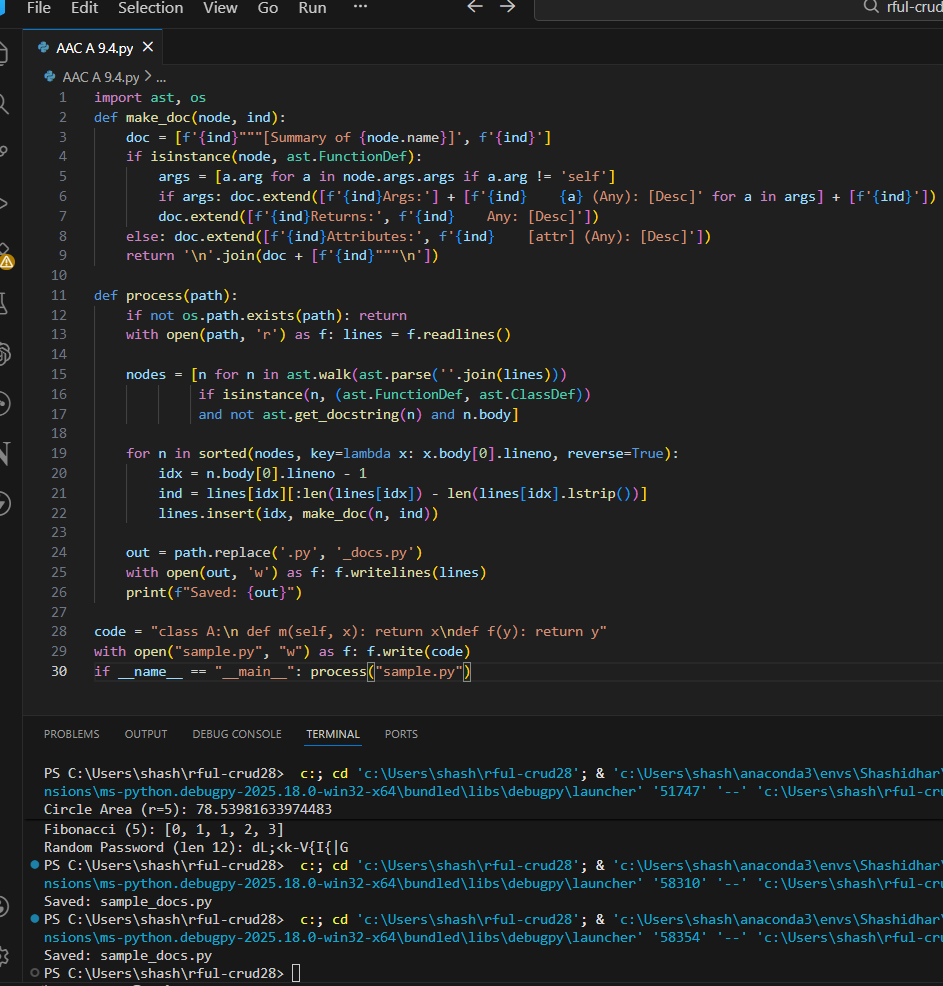 File Edit Selection View Go Run ... rful-crud
AAC A 9.4.py
AAC A 9.4.py > ...
1 import ast, os
2 def make_doc(node, ind):
3     doc = [f'{ind}"""[Summary of {node.name}]', f'{ind}']
4     if isinstance(node, ast.FunctionDef):
5         args = [a.arg for a in node.args.args if a.arg != 'self']
6         if args: doc.extend([f'{ind}Args:'] + [f'{ind}    {a} (Any): [Desc]' for a in args] + [f'{ind}'])
7         doc.extend([f'{ind}Returns:', f'{ind}    Any: [Desc]'])
8     else: doc.extend([f'{ind}Attributes:', f'{ind}    [attr] (Any): [Desc]'])
9     return '\n'.join(doc + [f'{ind}"""\n'])
10
11 def process(path):
12     if not os.path.exists(path): return
13     with open(path, 'r') as f: lines = f.readlines()
14
15     nodes = [n for n in ast.walk(ast.parse(''.join(lines)))
16              if isinstance(n, (ast.FunctionDef, ast.ClassDef))
17              and not ast.get_docstring(n) and n.body]
18
19     for n in sorted(nodes, key=lambda x: x.body[0].lineno, reverse=True):
20         idx = n.body[0].lineno - 1
21         ind = lines[idx][:len(lines[idx]) - len(lines[idx].lstrip())]
22         lines.insert(idx, make_doc(n, ind))
23
24     out = path.replace('.py', '_docs.py')
25     with open(out, 'w') as f: f.writelines(lines)
26     print(f"Saved: {out}")
27
28 code = "class A:\n def m(self, x): return x\ndef f(y): return y"
29 with open("sample.py", "w") as f: f.write(code)
30 if __name__ == "__main__": process("sample.py")
PROBLEMS OUTPUT DEBUG CONSOLE TERMINAL PORTS
PS C:\Users\shash\rful-crud28>  c:; cd 'c:\Users\shash\rful-crud28'; & 'c:\Users\shash\anaconda3\envs\Shashidhar\
nsions\ms-python.debugpy-2025.18.0-win32-x64\bundled\libs\debugpy\launcher' '51747' '--' 'c:\Users\shash\rful-cru
Circle Area (r=5): 78.53981633974483
Fibonacci (5): [0, 1, 1, 2, 3]
Random Password (len 12): dL;<k-V{I{|G
PS C:\Users\shash\rful-crud28>  c:; cd 'c:\Users\shash\rful-crud28'; & 'c:\Users\shash\anaconda3\envs\Shashidhar\
nsions\ms-python.debugpy-2025.18.0-win32-x64\bundled\libs\debugpy\launcher' '58310' '--' 'c:\Users\shash\rful-cru
Saved: sample_docs.py
PS C:\Users\shash\rful-crud28>  c:; cd 'c:\Users\shash\rful-crud28'; & 'c:\Users\shash\anaconda3\envs\Shashidhar\
nsions\ms-python.debugpy-2025.18.0-win32-x64\bundled\libs\debugpy\launcher' '58354' '--' 'c:\Users\shash\rful-cru
Saved: sample_docs.py
PS C:\Users\shash\rful-crud28>